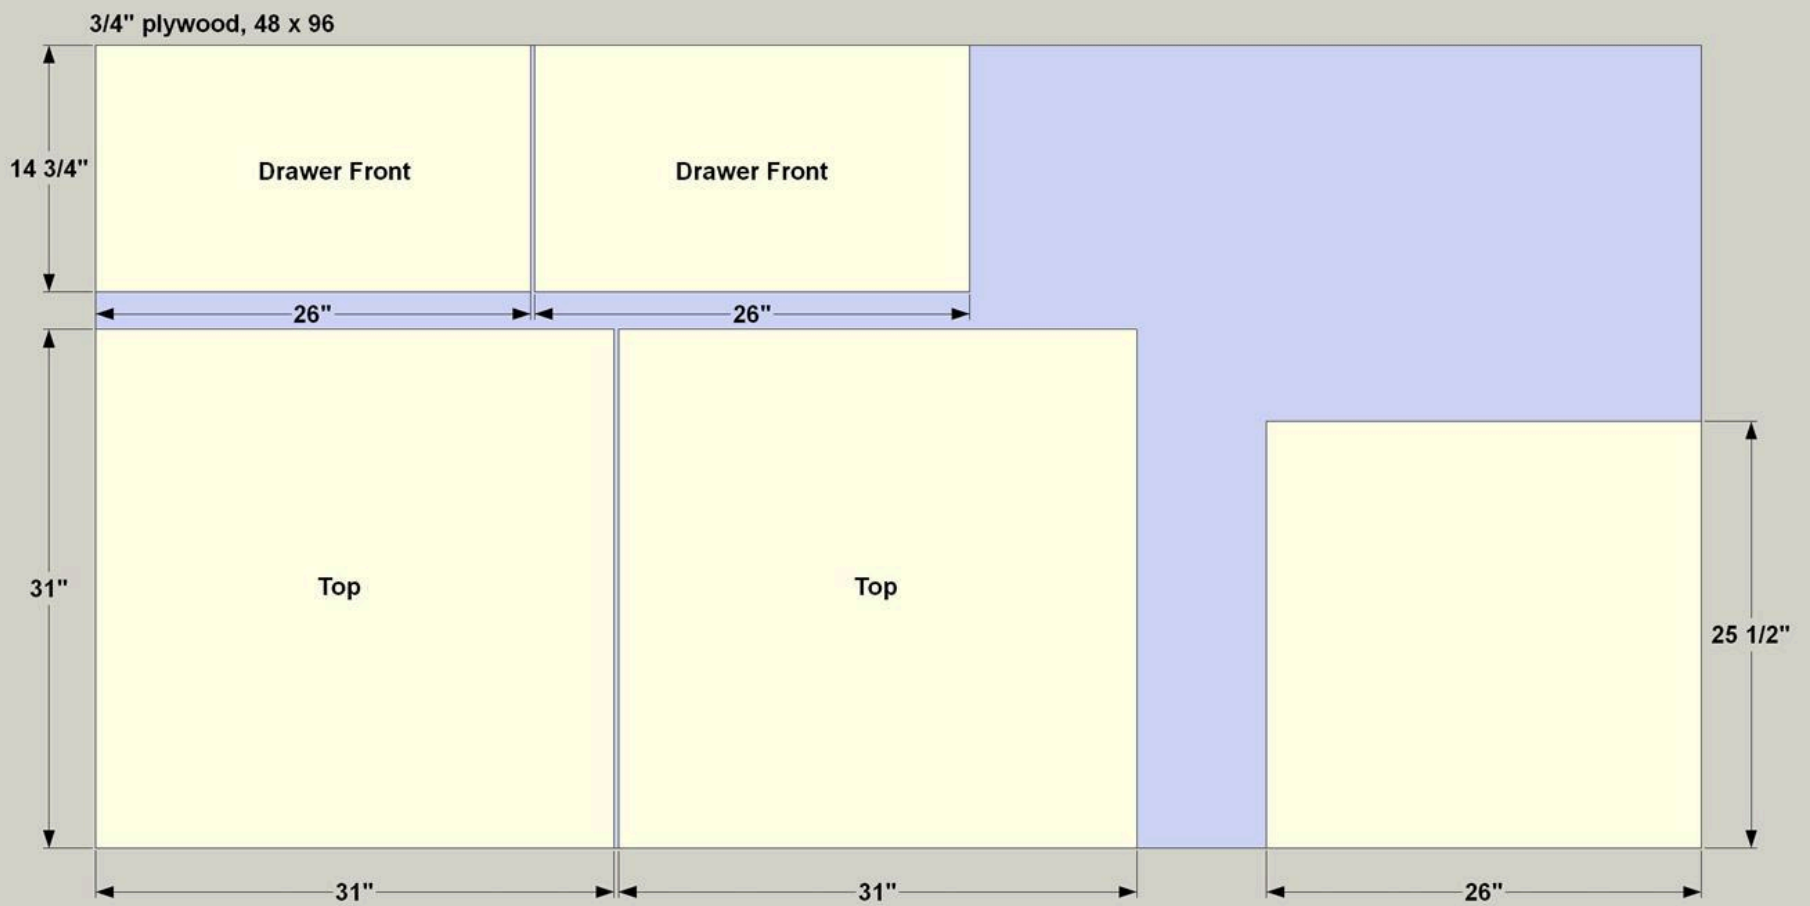 3/4" plywood, 48 x 96
14 3/4"
Drawer Front
Drawer Front
26"
26"
31"
Top
Top
25 1/2"
31"
31"
26"